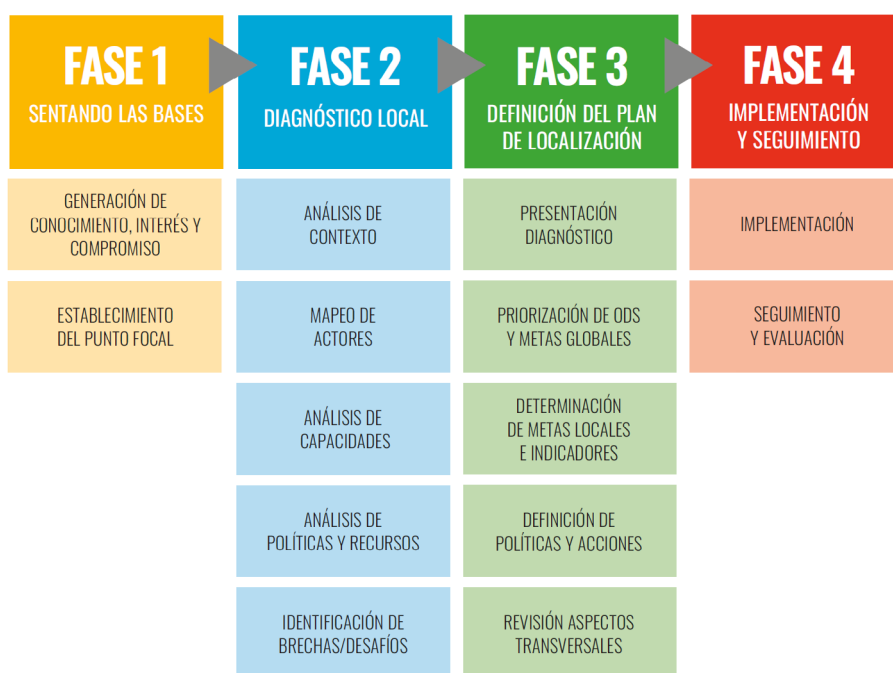 FASE 1
SENTANDO LAS BASES
GENERACIÓN DE
CONOCIMIENTO, INTERÉS Y
COMPROMISO
ESTABLECIMIENTO
DEL PUNTO FOCAL
FASE 2
DIAGNÓSTICO LOCAL
ANÁLISIS DE
CONTEXTO
MAPEO DE
ACTORES
ANÁLISIS DE
CAPACIDADES
ANÁLISIS DE
POLÍTICAS Y RECURSOS
IDENTIFICACIÓN DE
BRECHAS/DESAFÍOS
FASE 3
DEFINICIÓN DEL PLAN
DE LOCALIZACIÓN
PRESENTACIÓN
DIAGNÓSTICO
PRIORIZACIÓN DE ODS
Y METAS GLOBALES
DETERMINACIÓN
DE METAS LOCALES
E INDICADORES
DEFINICIÓN DE
POLÍTICAS Y ACCIONES
REVISIÓN ASPECTOS
TRANSVERSALES
FASE 4
IMPLEMENTACIÓN
Y SEGUIMIENTO
IMPLEMENTACIÓN
SEGUIMIENTO
Y EVALUACIÓN